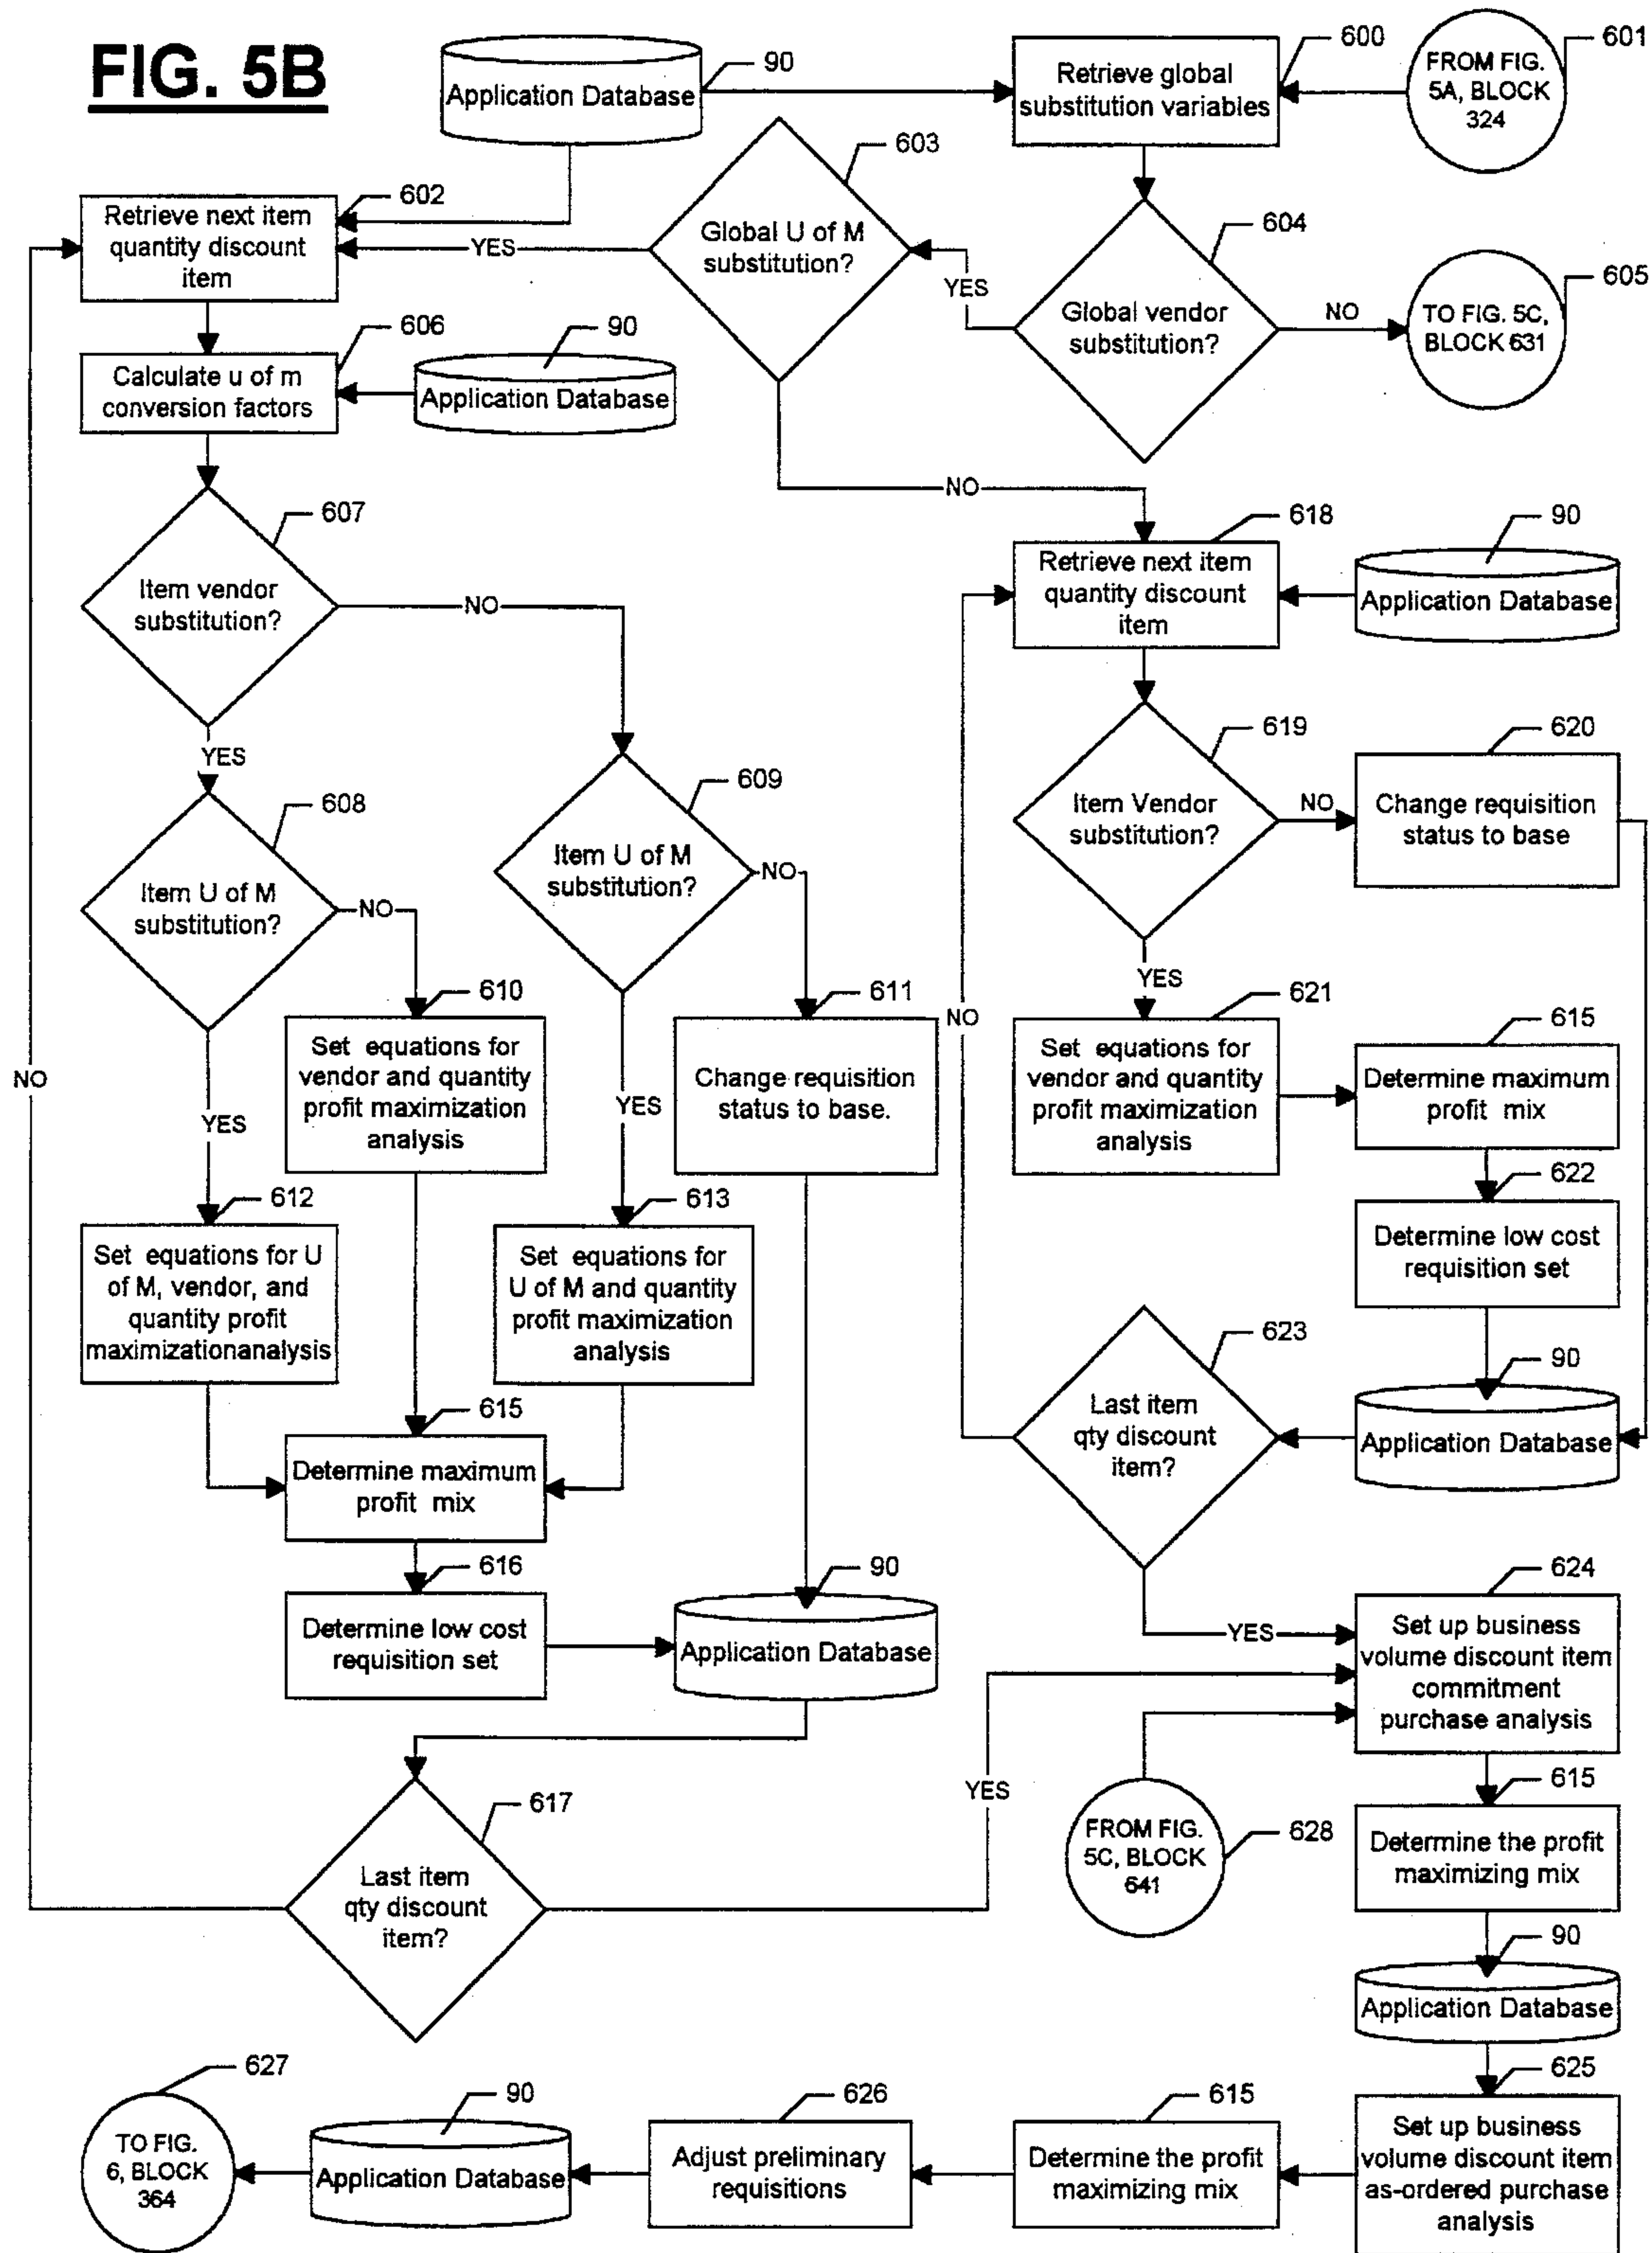 FIG. 5B
Application Database
90
Retrieve global
substitution variables
600
FROM FIG.
5A, BLOCK
324
601
603
Global U of M
substitution?
YES
NO
602
Retrieve next item
quantity discount
item
604
Global vendor
substitution?
YES
NO
TO FIG. 5C,
BLOCK 631
605
606
Calculate u of m
conversion factors
90
Application Database
607
Item vendor
substitution?
NO
YES
618
Retrieve next item
quantity discount
item
90
Application Database
608
Item U of M
substitution?
NO
YES
609
Item U of M
substitution?
NO
YES
619
Item Vendor
substitution?
NO
YES
620
Change requisition
status to base
610
Set equations for
vendor and quantity
profit maximization
analysis
611
Change requisition
status to base.
NO
NO
621
Set equations for
vendor and quantity
profit maximization
analysis
615
Determine maximum
profit mix
612
Set equations for U
of M, vendor, and
quantity profit
maximizationanalysis
613
Set equations for
U of M and quantity
profit maximization
analysis
622
Determine low cost
requisition set
623
Last item
qty discount
item?
YES
90
Application Database
615
Determine maximum
profit mix
616
Determine low cost
requisition set
90
Application Database
624
Set up business
volume discount item
commitment
purchase analysis
617
Last item
qty discount
item?
YES
FROM FIG.
5C, BLOCK
641
628
615
Determine the profit
maximizing mix
90
Application Database
627
TO FIG.
6, BLOCK
364
90
Application Database
626
Adjust preliminary
requisitions
615
Determine the profit
maximizing mix
625
Set up business
volume discount item
as-ordered purchase
analysis